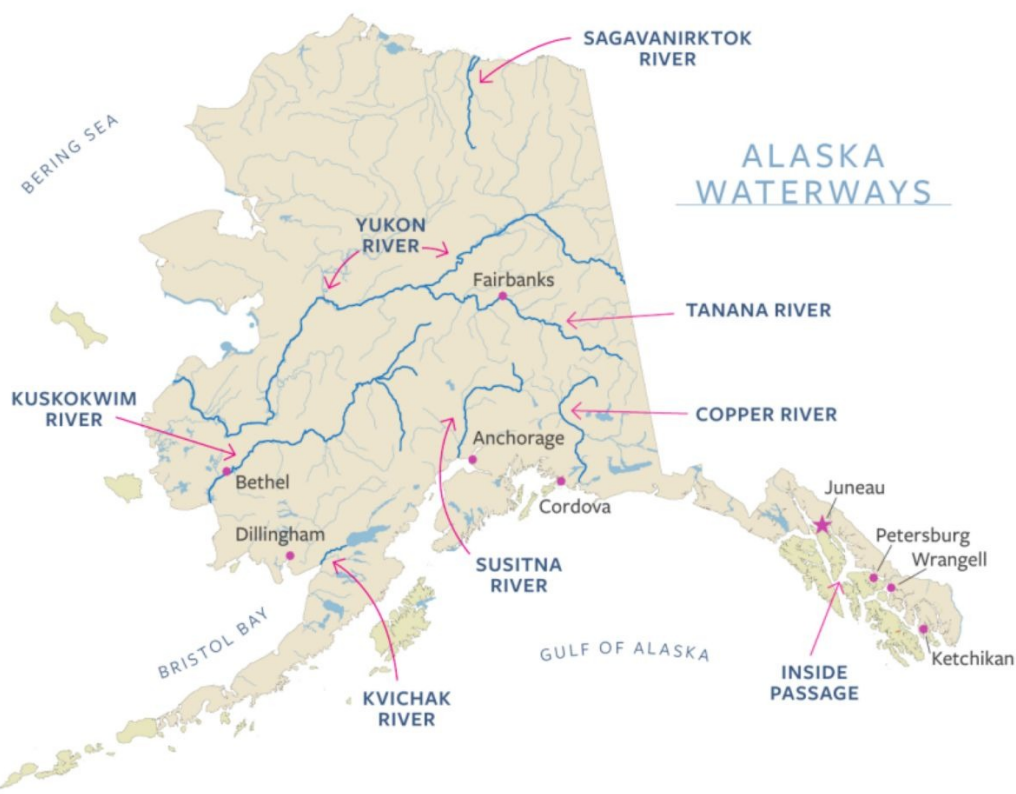 SAGAVANIRKTOK
RIVER
BERING SEA
ALASKA
WATERWAYS
YUKON
RIVER
Fairbanks
TANANA RIVER
KUSKOKWIM
RIVER
COPPER RIVER
Anchorage
Bethel
Cordova
Juneau
Dillingham
Petersburg
Wrangell
SUSITNA
RIVER
BRISTOL BAY
GULF OF ALASKA
Ketchikan
INSIDE
PASSAGE
KVICHAK
RIVER